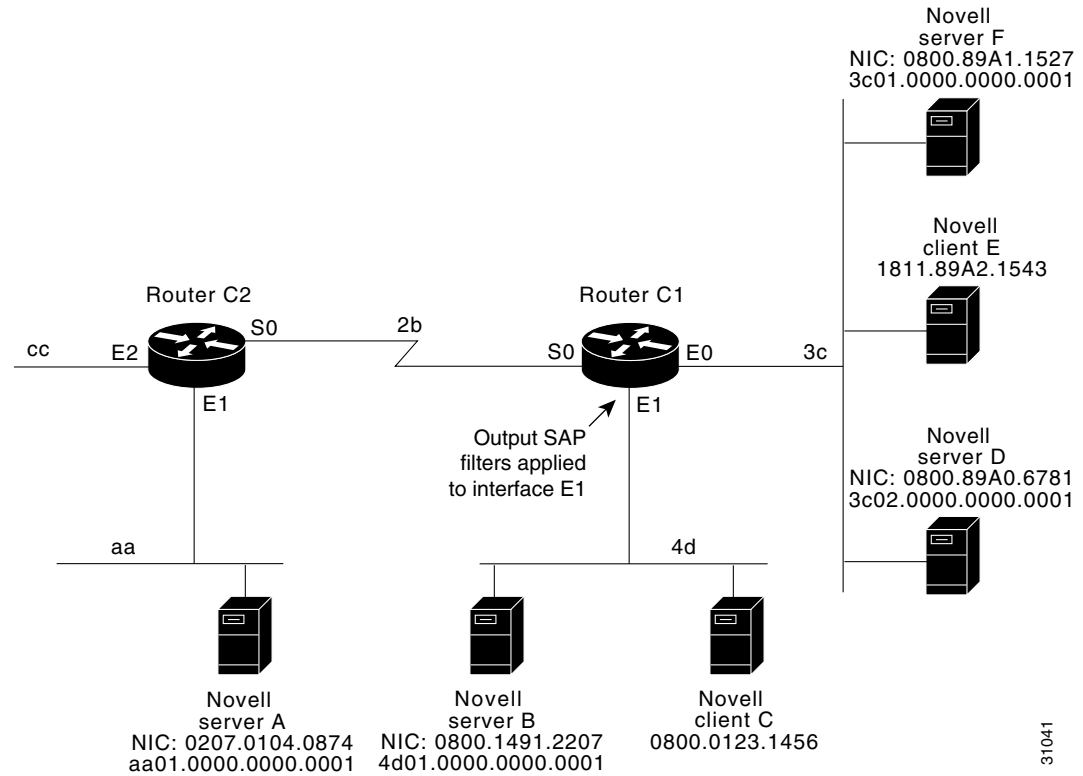 Novell
server F
NIC: 0800.89A1.1527
3c01.0000.0000.0001
Novell
client E
1811.89A2.1543
Router C2
Router C1
S0
2b
cc
E2
S0
E0
3c
E1
E1
Output SAP
filters applied
to interface E1
Novell
server D
NIC: 0800.89A0.6781
3c02.0000.0000.0001
aa
4d
Novell
server A
NIC: 0207.0104.0874
aa01.0000.0000.0001
Novell
server B
NIC: 0800.1491.2207
4d01.0000.0000.0001
Novell
client C
0800.0123.1456
31041